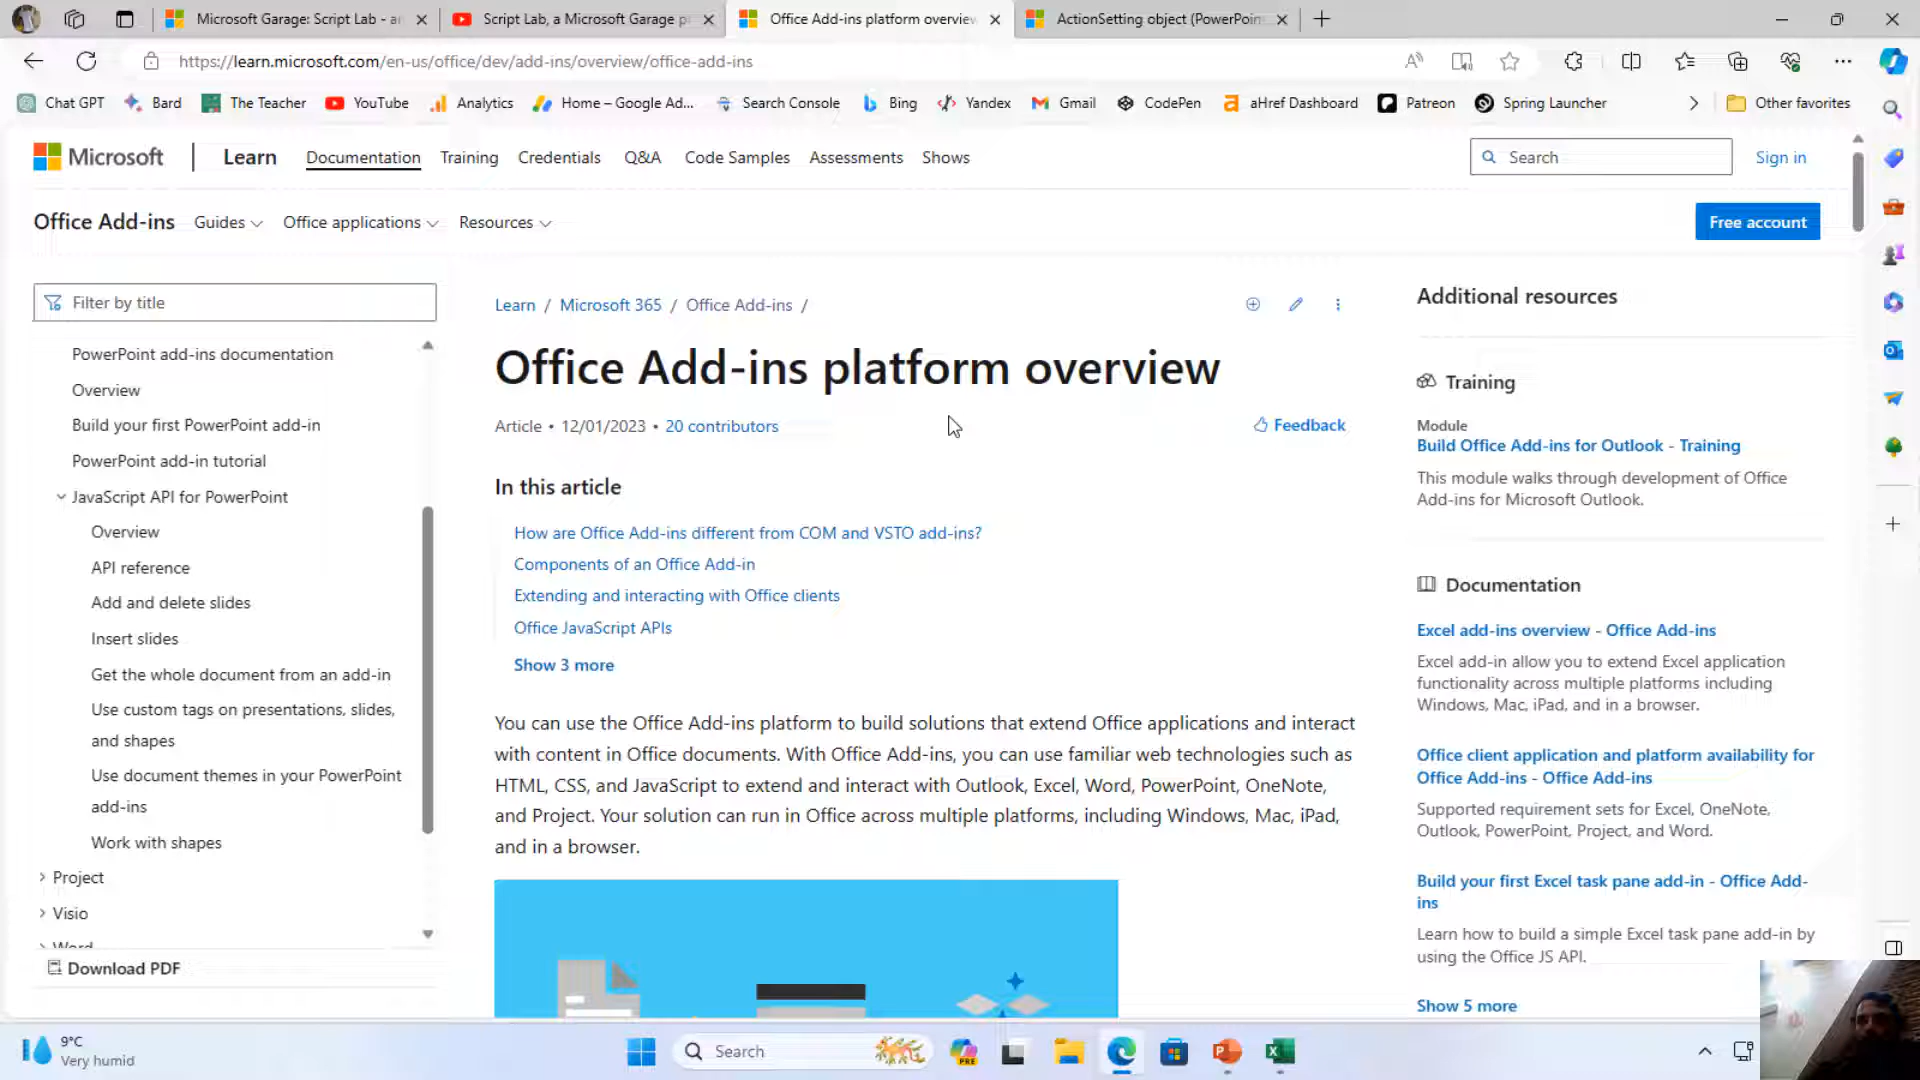 Microsoft Garage: Script Lab - a
Script Lab, a Microsoft Garage p
Office Add-ins platform overview
ActionSetting object (PowerPoin
https://learn.microsoft.com/en-us/office/dev/add-ins/overview/office-add-ins
Chat GPT
Bard
The Teacher
YouTube
Analytics
Home – Google Ad...
Search Console
Bing
Yandex
Gmail
CodePen
aHref Dashboard
Patreon
Spring Launcher
Other favorites
Microsoft
Learn
Documentation
Training
Credentials
Q&A
Code Samples
Assessments
Shows
Search
Sign in
Office Add-ins
Guides
Office applications
Resources
Free account
Filter by title
PowerPoint add-ins documentation
Overview
Build your first PowerPoint add-in
PowerPoint add-in tutorial
JavaScript API for PowerPoint
Overview
API reference
Add and delete slides
Insert slides
Get the whole document from an add-in
Use custom tags on presentations, slides,
and shapes
Use document themes in your PowerPoint
add-ins
Work with shapes
Project
Visio
Word
Download PDF
Learn / Microsoft 365 / Office Add-ins /
Office Add-ins platform overview
Article • 12/01/2023 • 20 contributors
Feedback
In this article
How are Office Add-ins different from COM and VSTO add-ins?
Components of an Office Add-in
Extending and interacting with Office clients
Office JavaScript APIs
Show 3 more
You can use the Office Add-ins platform to build solutions that extend Office applications and interact
with content in Office documents. With Office Add-ins, you can use familiar web technologies such as
HTML, CSS, and JavaScript to extend and interact with Outlook, Excel, Word, PowerPoint, OneNote,
and Project. Your solution can run in Office across multiple platforms, including Windows, Mac, iPad,
and in a browser.
Additional resources
Training
Module
Build Office Add-ins for Outlook - Training
This module walks through development of Office
Add-ins for Microsoft Outlook.
Documentation
Excel add-ins overview - Office Add-ins
Excel add-in allow you to extend Excel application
functionality across multiple platforms including
Windows, Mac, iPad, and in a browser.
Office client application and platform availability for
Office Add-ins - Office Add-ins
Supported requirement sets for Excel, OneNote,
Outlook, PowerPoint, Project, and Word.
Build your first Excel task pane add-in - Office Add-
ins
Learn how to build a simple Excel task pane add-in by
using the Office JS API.
Show 5 more
9°C
Very humid
Search
PRE